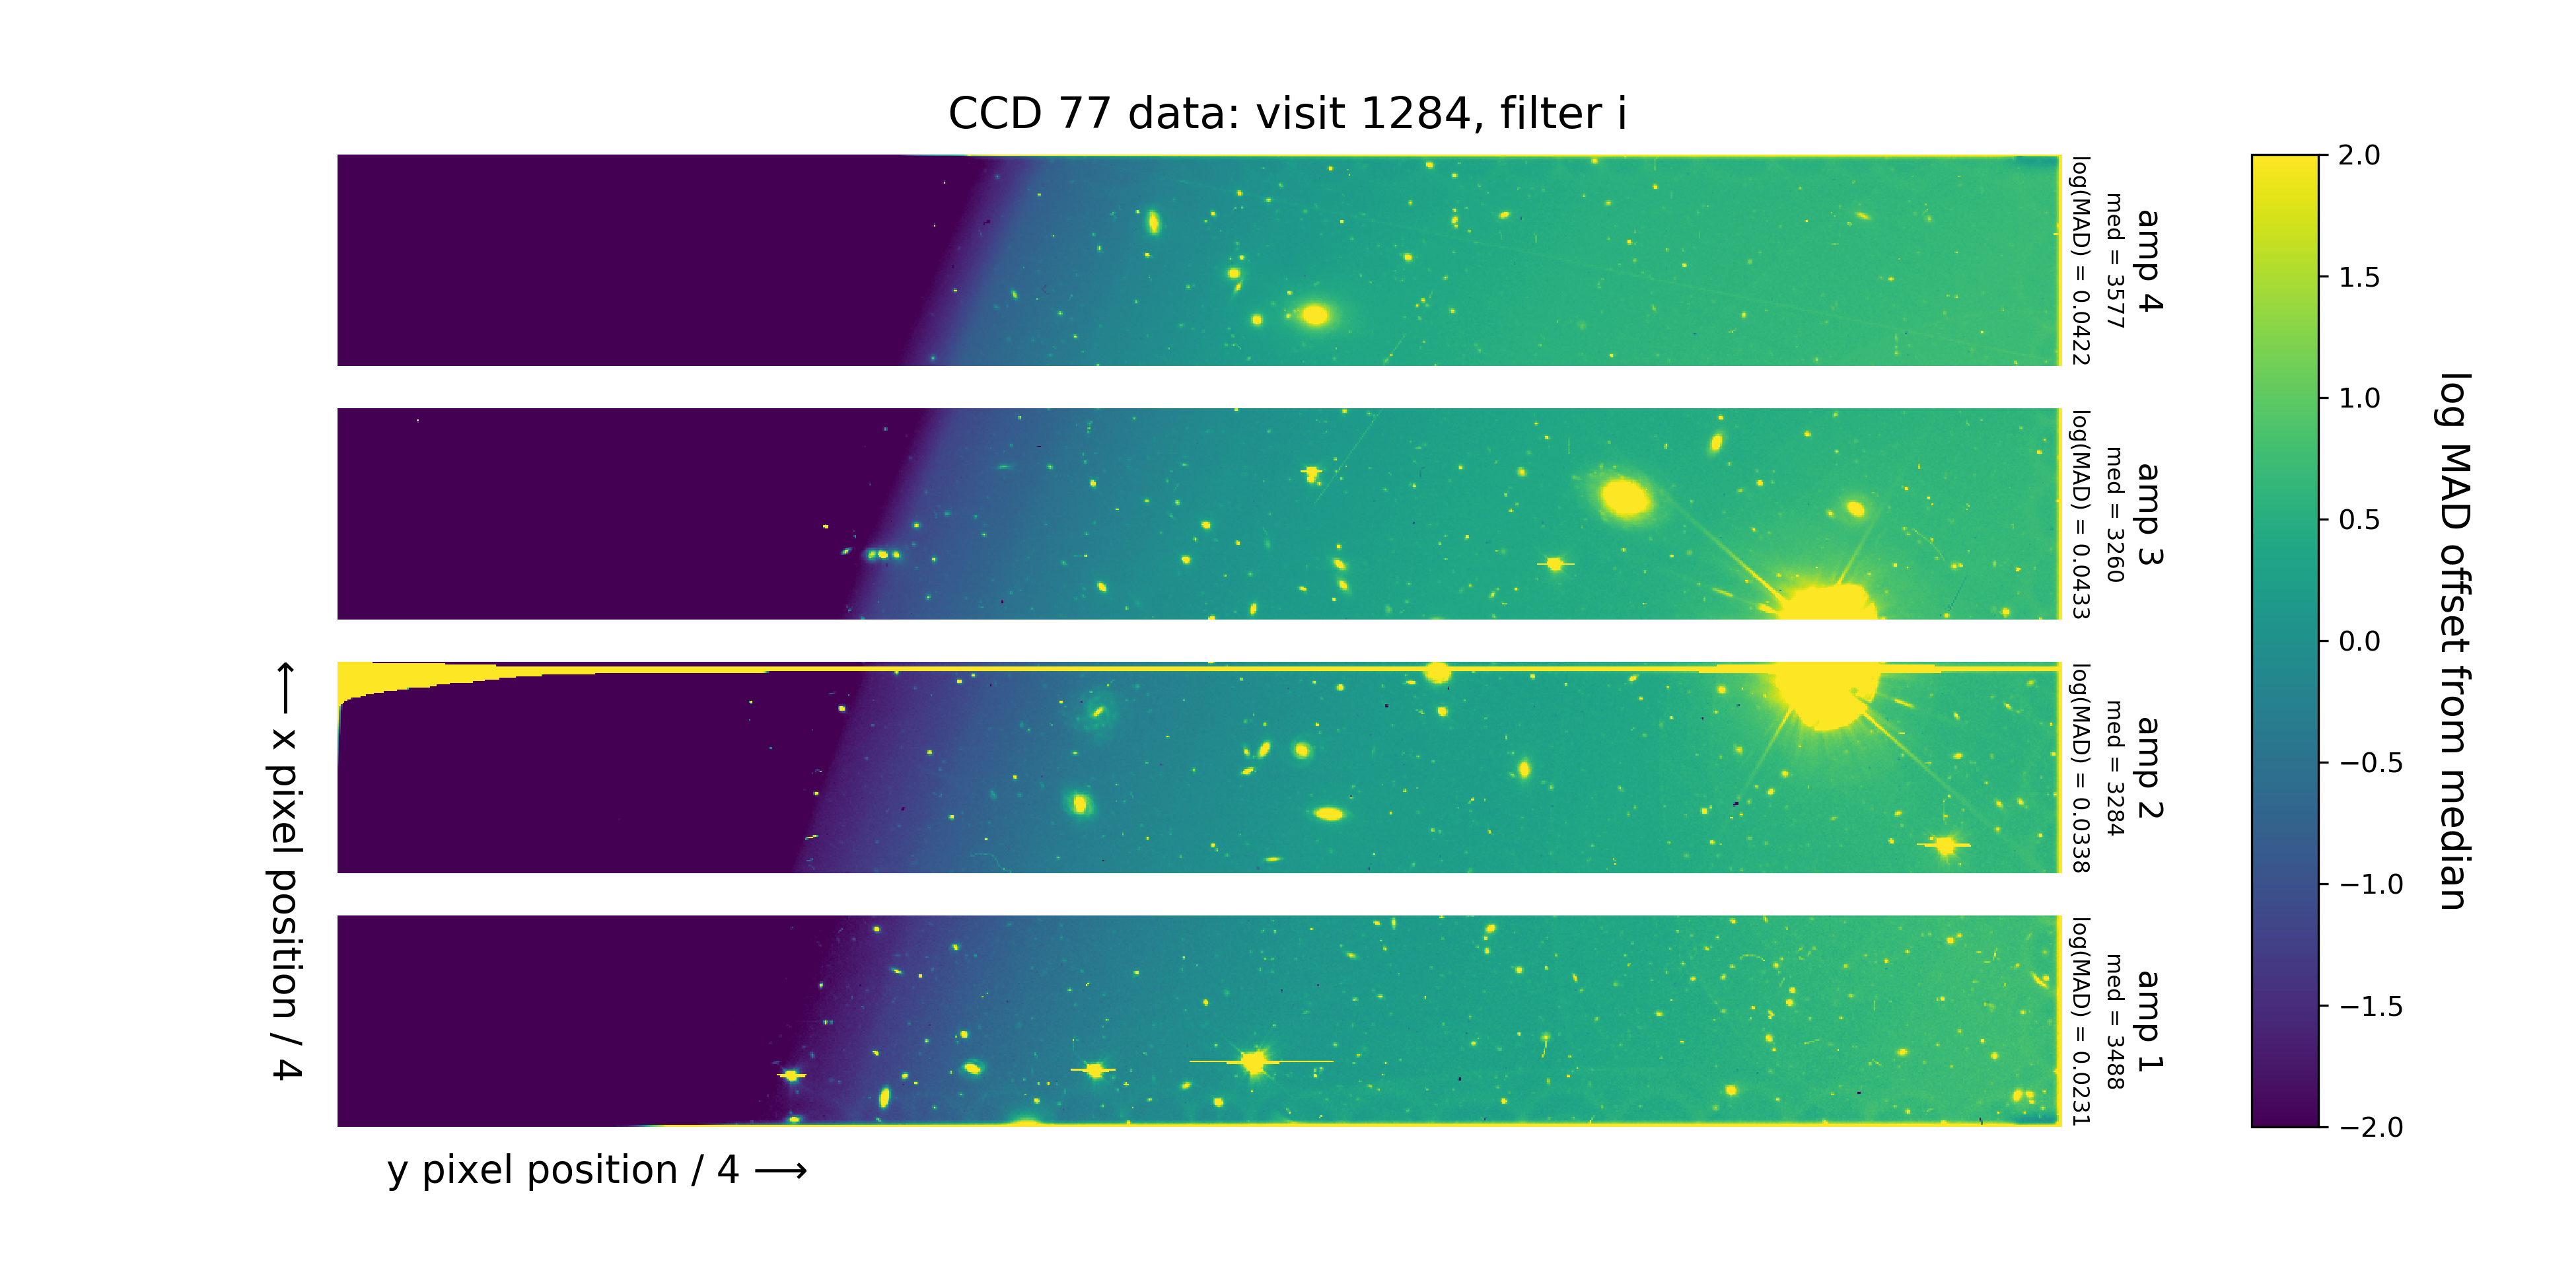 CCD 77 data: visit 1284, filter i
amp 4
med = 3577
log(MAD) = 0.0422
amp 3
med = 3260
log(MAD) = 0.0433
amp 2
med = 3284
log(MAD) = 0.0338
amp 1
med = 3488
log(MAD) = 0.0231
⟵ x pixel position / 4
y pixel position / 4 ⟶
2.0
1.5
1.0
0.5
0.0
−0.5
−1.0
−1.5
−2.0
log MAD offset from median